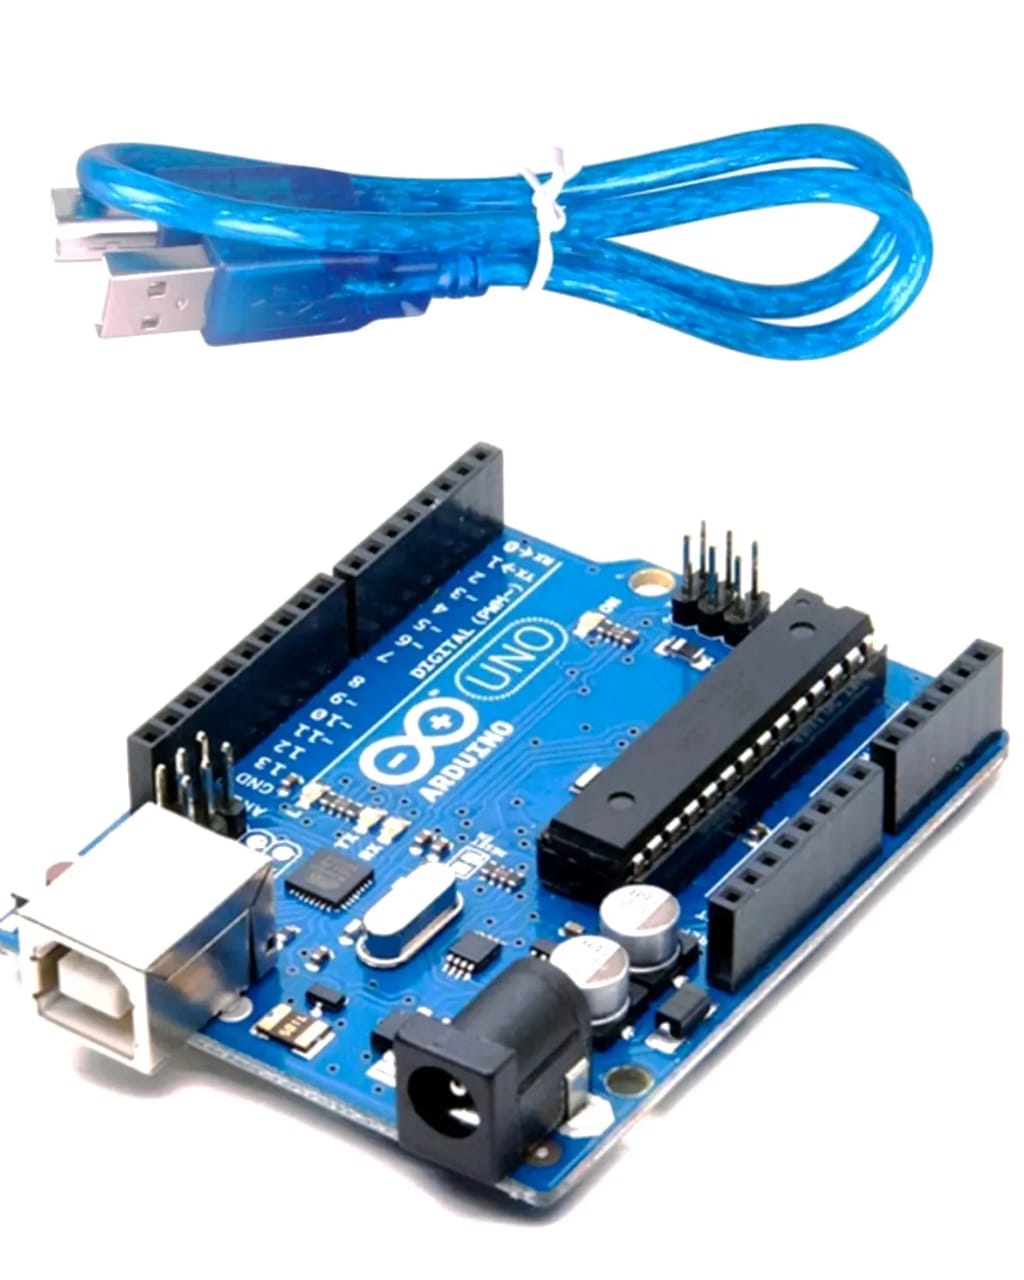 RX←0
TX→1
2
~3
4
~5
~6
7
8
~9
~10
~11
12
13
GND
DIGITAL (PWM~)
UNO
ARDUINO
ON
TX
RX
RESET